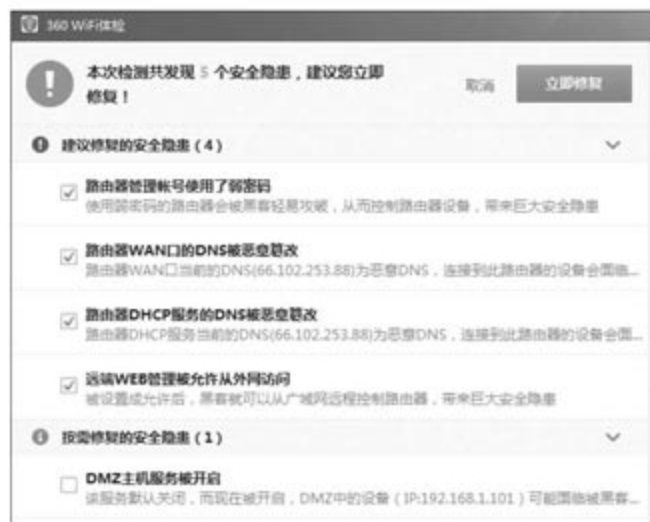 360 WiFi体检
本次检测共发现 5 个安全隐患，建议您立即
修复！
取消
立即修复
建议修复的安全隐患（4）
路由器管理帐号使用了弱密码
使用弱密码的路由器会被黑客轻易攻破，从而控制路由器设备，带来巨大安全隐患
路由器WAN口的DNS被恶意篡改
路由器WAN口当前的DNS(66.102.253.88)为恶意DNS，连接到此路由器的设备会面临...
路由器DHCP服务的DNS被恶意篡改
路由器DHCP服务当前的DNS(66.102.253.88)为恶意DNS，连接到此路由器的设备会面...
远端WEB管理被允许从外网访问
被设置成允许后，黑客就可以从广域网远程控制路由器，带来巨大安全隐患
按需修复的安全隐患（1）
DMZ主机服务被开启
该服务默认关闭，而现在被开启，DMZ中的设备（IP:192.168.1.101）可能面临被黑客...